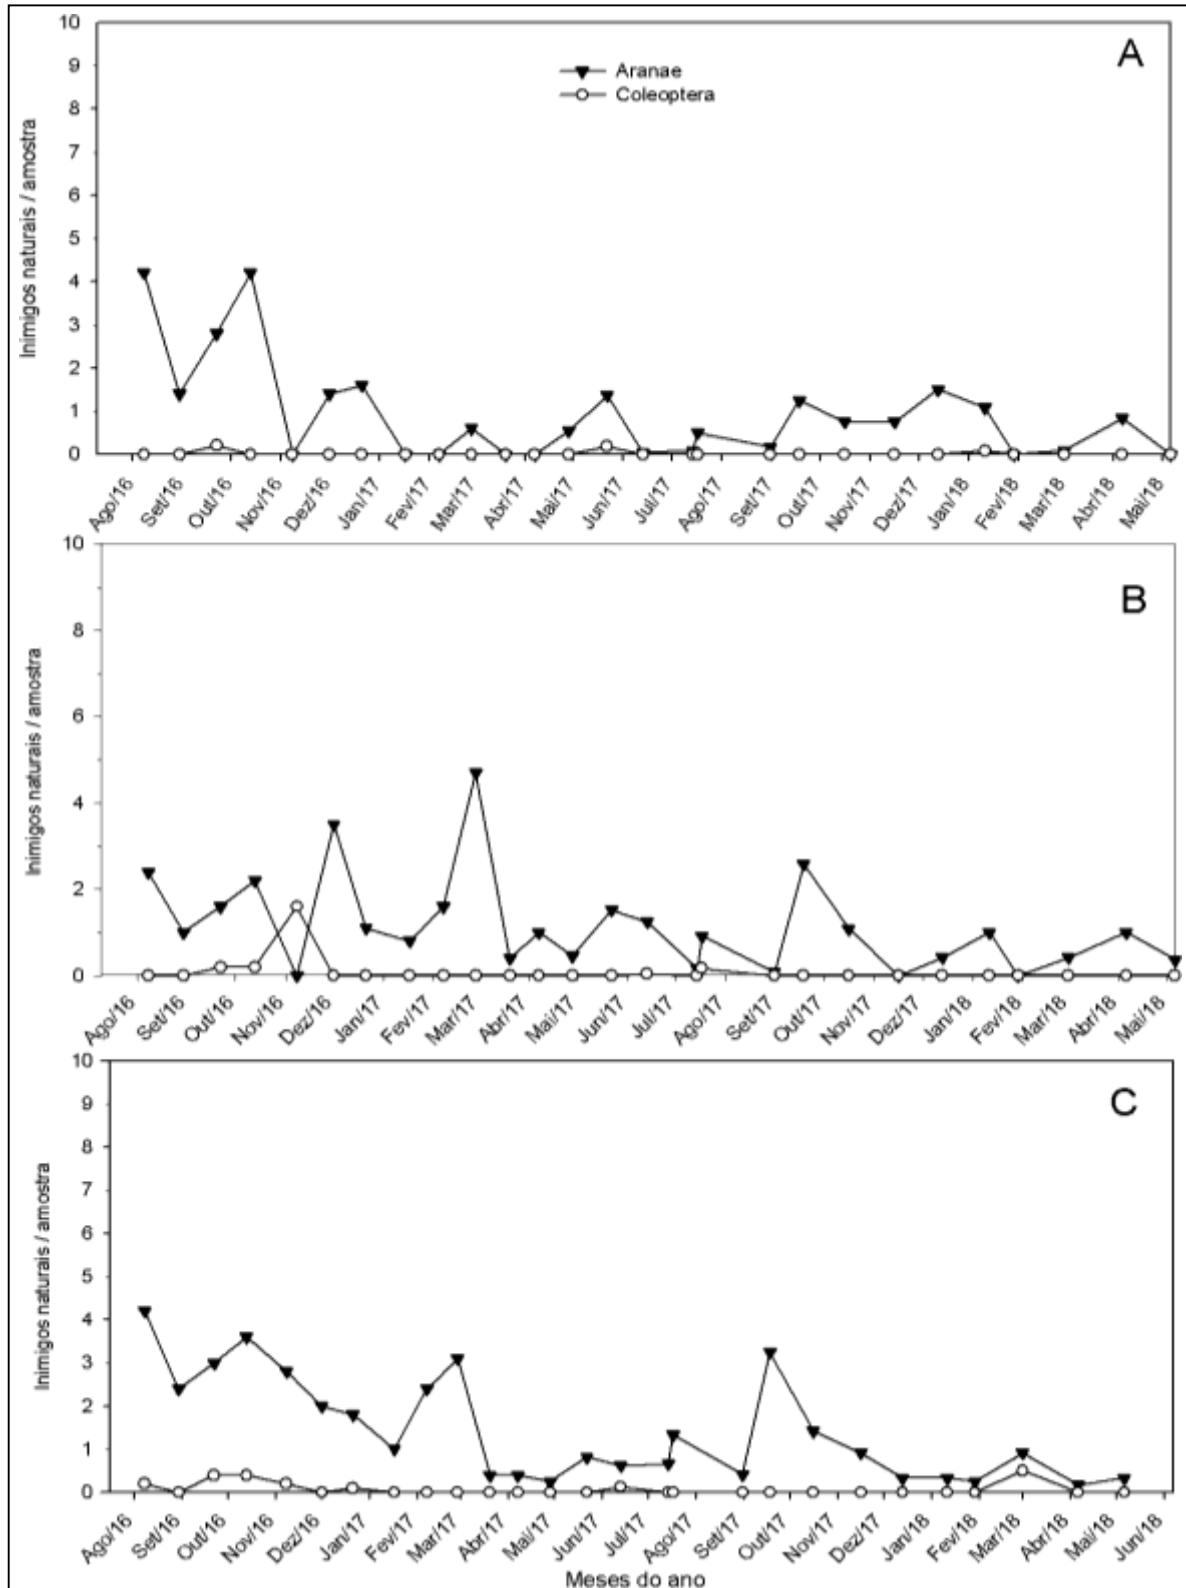 A
Aranae
Coleoptera
Inimigos naturais / amostra
10
9
8
7
6
5
4
3
2
1
0
Ago/16
Set/16
Out/16
Nov/16
Dez/16
Jan/17
Fev/17
Mar/17
Abr/17
Mai/17
Jun/17
Jul/17
Ago/17
Set/17
Out/17
Nov/17
Dez/17
Jan/18
Fev/18
Mar/18
Abr/18
Mai/18
B
Inimigos naturais / amostra
10
8
6
4
2
0
Ago/16
Set/16
Out/16
Nov/16
Dez/16
Jan/17
Fev/17
Mar/17
Abr/17
Mai/17
Jun/17
Jul/17
Ago/17
Set/17
Out/17
Nov/17
Dez/17
Jan/18
Fev/18
Mar/18
Abr/18
Mai/18
C
Inimigos naturais / amostra
10
9
8
7
6
5
4
3
2
1
0
Ago/16
Set/16
Out/16
Nov/16
Dez/16
Jan/17
Fev/17
Mar/17
Abr/17
Mai/17
Jun/17
Jul/17
Ago/17
Set/17
Out/17
Nov/17
Dez/17
Jan/18
Fev/18
Mar/18
Abr/18
Mai/18
Jun/18
Meses do ano